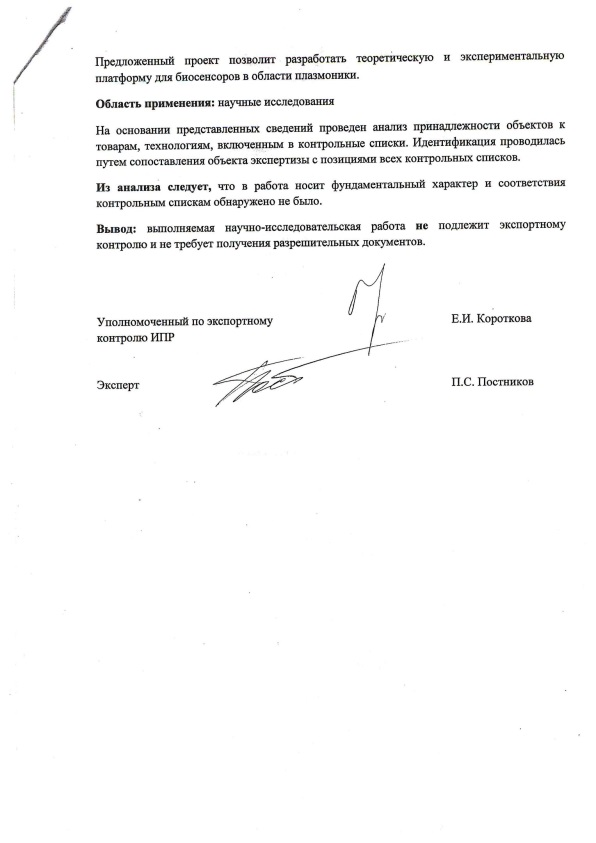 Предложенный проект позволит разработать теоретическую и экспериментальную
платформу для биосенсоров в области плазмоники.
Область применения: научные исследования
На основании представленных сведений проведен анализ принадлежности объектов к
товарам, технологиям, включенным в контрольные списки. Идентификация проводилась
путем сопоставления объекта экспертизы с позициями всех контрольных списков.
Из анализа следует, что в работа носит фундаментальный характер и соответствия
контрольным спискам обнаружено не было.
Вывод: выполняемая научно-исследовательская работа не подлежит экспортному
контролю и не требует получения разрешительных документов.
Уполномоченный по экспортному
контролю ИПР
Е.И. Короткова
Эксперт
П.С. Постников